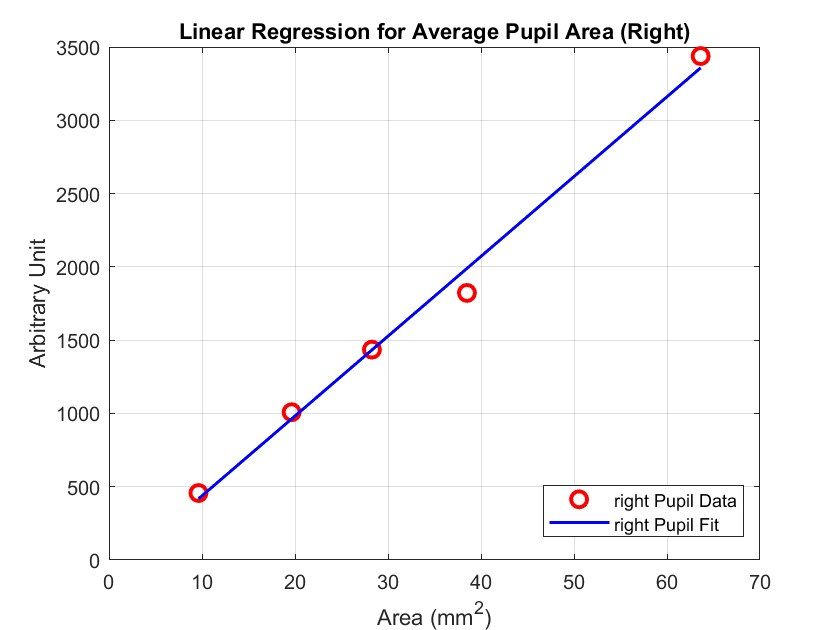 Linear Regression for Average Pupil Area (Right)
3500
3000
2500
2000
1500
1000
500
0
Arbitrary Unit
0 10 20 30 40 50 60 70
Area (mm²)
right Pupil Data
right Pupil Fit